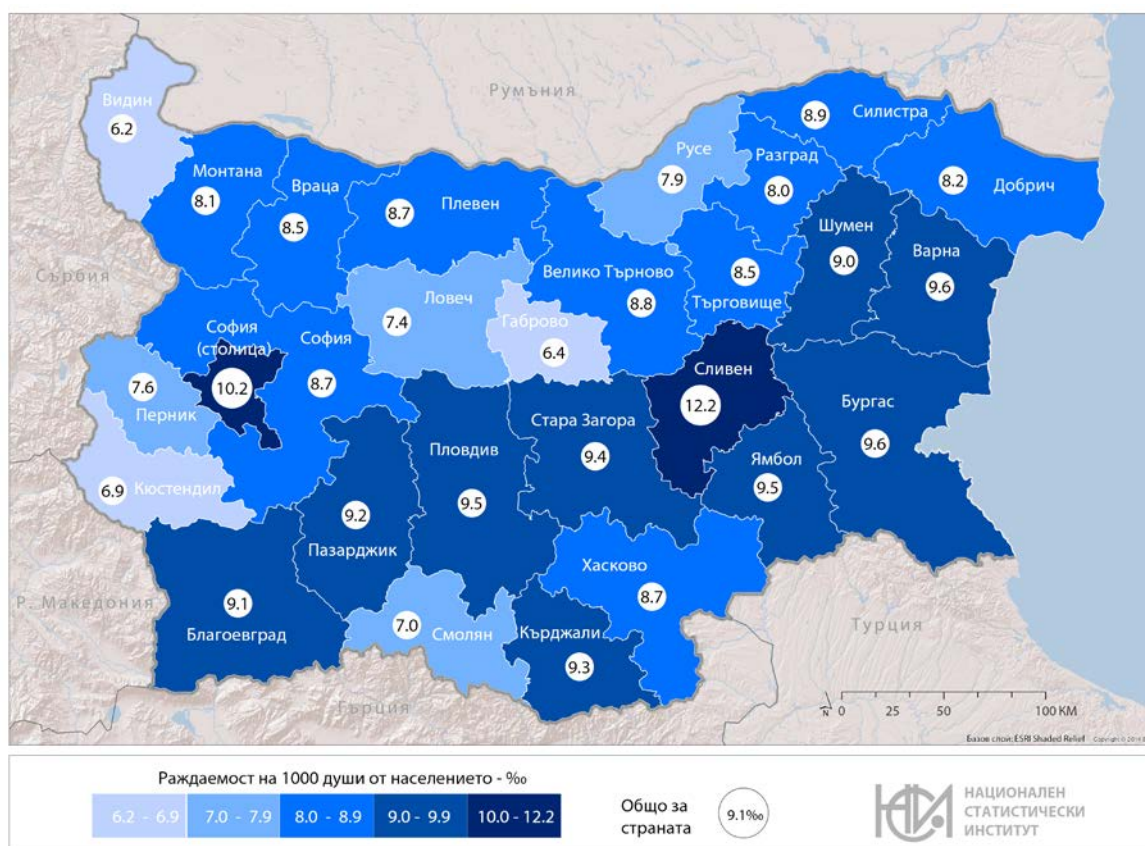 Румъния
Видин
6.2
Монтана
8.1
Враца
8.5
Плевен
8.7
Русе
7.9
Силистра
8.9
Разград
8.0
Добрич
8.2
Шумен
9.0
Варна
9.6
Сърбия
Ловеч
7.4
Велико Търново
8.8
Търговище
8.5
Габрово
6.4
София
(столица)
10.2
София
8.7
Перник
7.6
Кюстендил
6.9
Сливен
12.2
Стара Загора
9.4
Бургас
9.6
Ямбол
9.5
Пловдив
9.5
Пазарджик
9.2
Хасково
8.7
Р. Македония
Благоевград
9.1
Смолян
7.0
Кърджали
9.3
Турция
Гърция
N
0 25 50 100 KM
Базов слой: ESRI Shaded Relief
Copyright © 2014
Раждаемост на 1000 души от населението - ‰
6.2 - 6.9 7.0 - 7.9 8.0 - 8.9 9.0 - 9.9 10.0 - 12.2
Общо за
страната
9.1‰
НАЦИОНАЛЕН
СТАТИСТИЧЕСКИ
ИНСТИТУТ